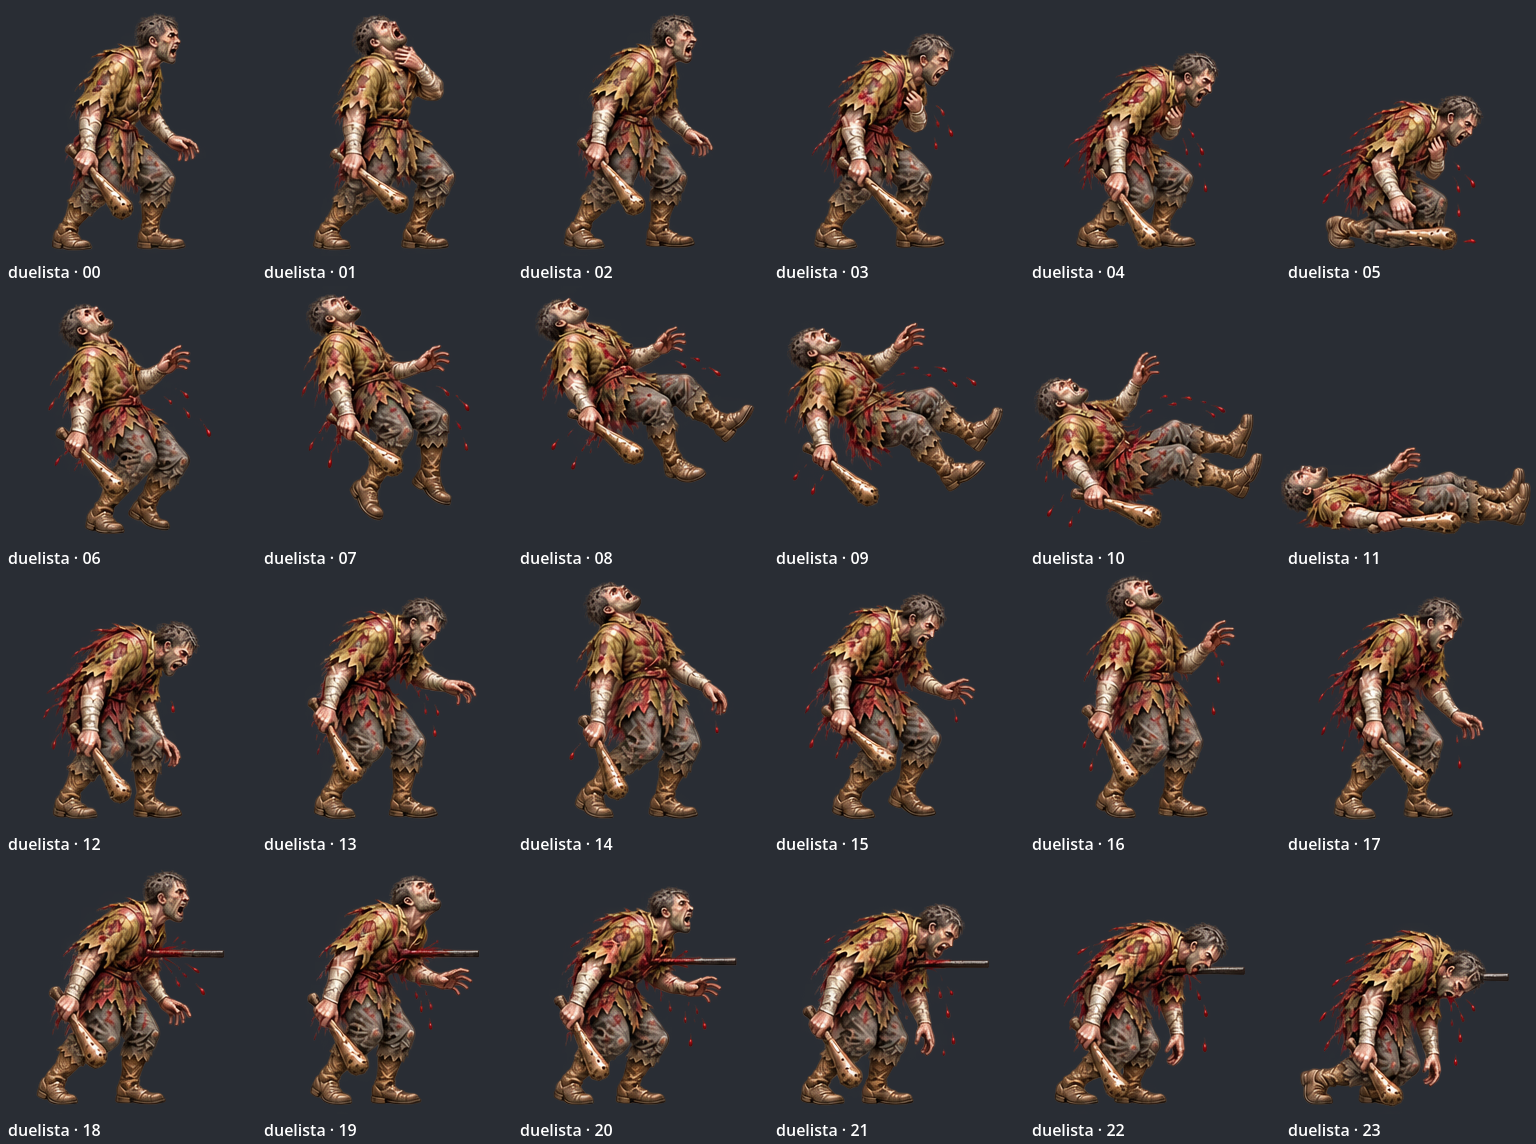 duelista · 00
duelista · 01
duelista · 02
duelista · 03
duelista · 04
duelista · 05
duelista · 06
duelista · 07
duelista · 08
duelista · 09
duelista · 10
duelista · 11
duelista · 12
duelista · 13
duelista · 14
duelista · 15
duelista · 16
duelista · 17
duelista · 18
duelista · 19
duelista · 20
duelista · 21
duelista · 22
duelista · 23